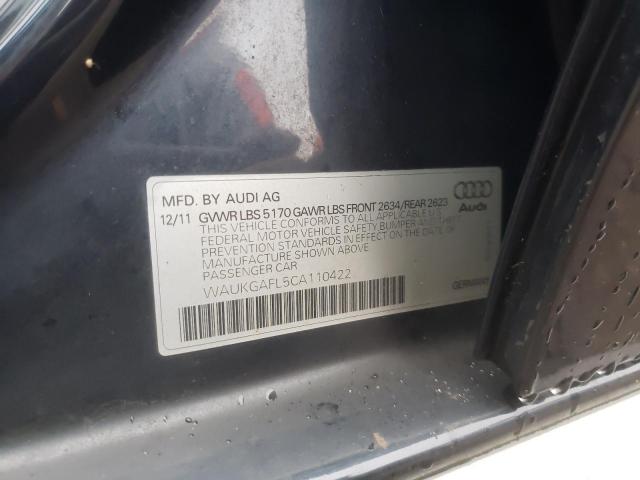 MFD. BY AUDI AG
12/11 GVWR LBS 5170 GAWR LBS FRONT 2634/REAR 2623
THIS VEHICLE CONFORMS TO ALL APPLICABLE U.S.
FEDERAL MOTOR VEHICLE SAFETY BUMPER AND THEFT
PREVENTION STANDARDS IN EFFECT ON THE DATE OF
MANUFACTURE SHOWN ABOVE
PASSENGER CAR
WAUKGAFL5CA110422
Audi
GERMANY